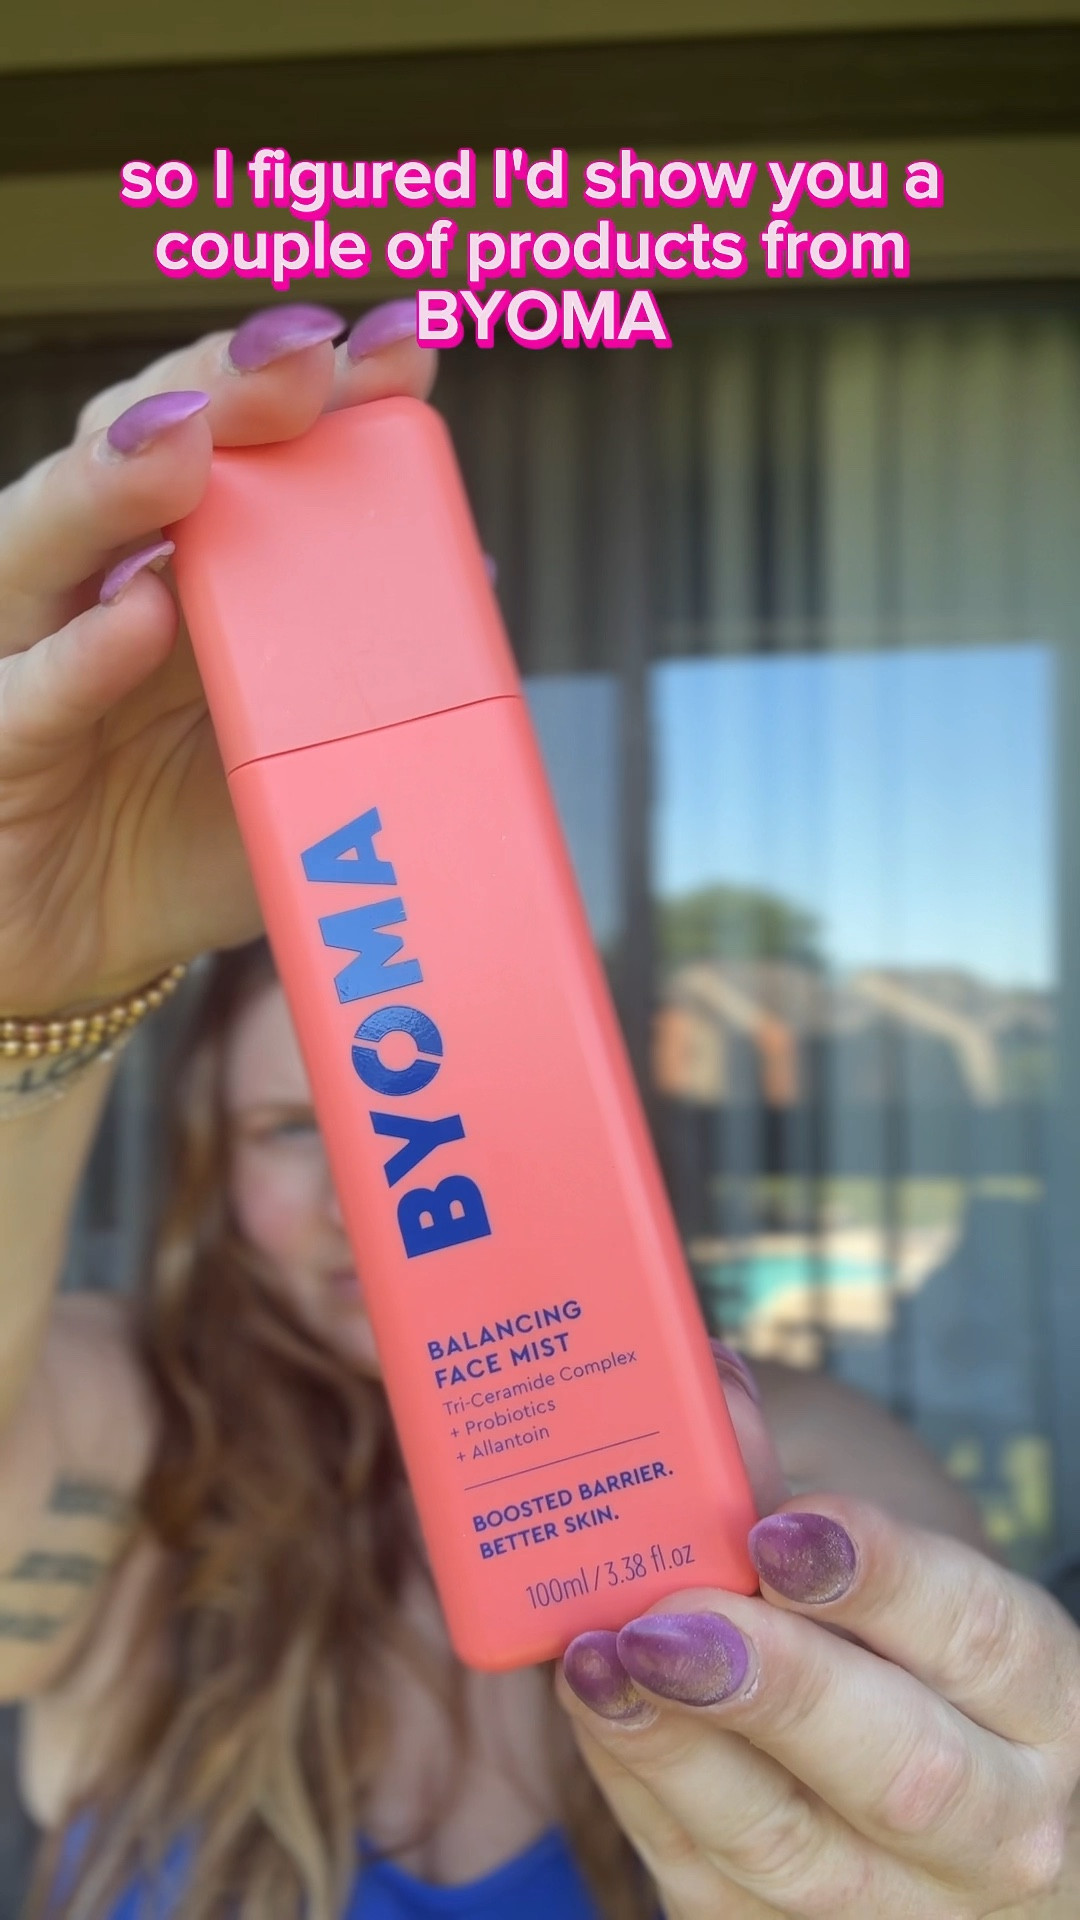 so I figured I'd show you a
couple of products from
BYOMA
BYOMA
BALANCING
FACE MIST
Tri-Ceramide Complex
+ Probiotics
+ Allantoin
BOOSTED BARRIER.
BETTER SKIN.
100ml / 3.38 fl.oz